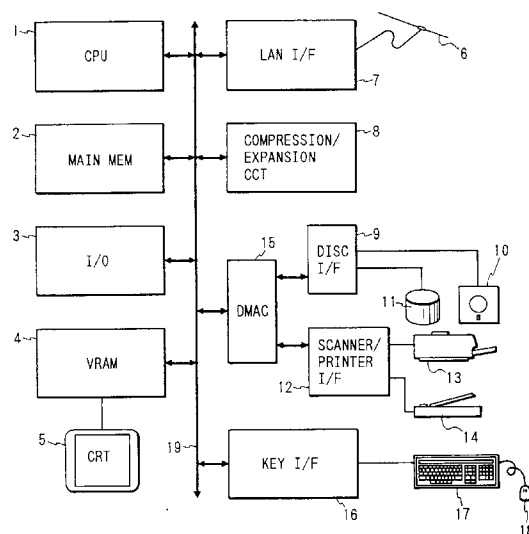 1
CPU
LAN I/F
6
7
2
MAIN MEM
8
COMPRESSION/
EXPANSION
CCT
3
I/O
15
DMAC
9
DISC
I/F
10
11
4
VRAM
SCANNER/
PRINTER
I/F
12
13
14
5
CRT
19
KEY I/F
16
17
18